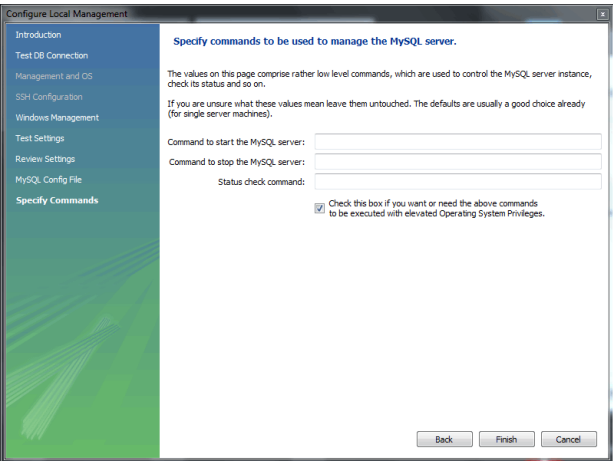 Configure Local Management
x
Introduction
Test DB Connection
Management and OS
SSH Configuration
Windows Management
Test Settings
Review Settings
MySQL Config File
Specify Commands
Specify commands to be used to manage the MySQL server.
The values on this page comprise rather low level commands, which are used to control the MySQL server instance,
check its status and so on.
If you are unsure what these values mean leave them untouched. The defaults are usually a good choice already
(for single server machines).
Command to start the MySQL server:
Command to stop the MySQL server:
Status check command:
Check this box if you want or need the above commands
to be executed with elevated Operating System Privileges.
Back
Finish
Cancel